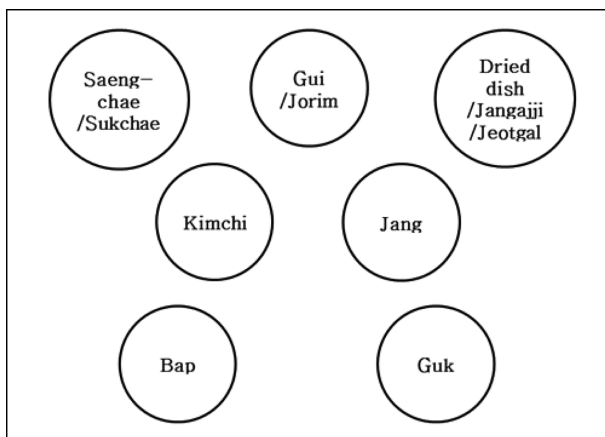 Saeng-
chae
/Sukchae
Gui
/Jorim
Dried
dish
/Jangajji
/Jeotgal
Kimchi
Jang
Bap
Guk